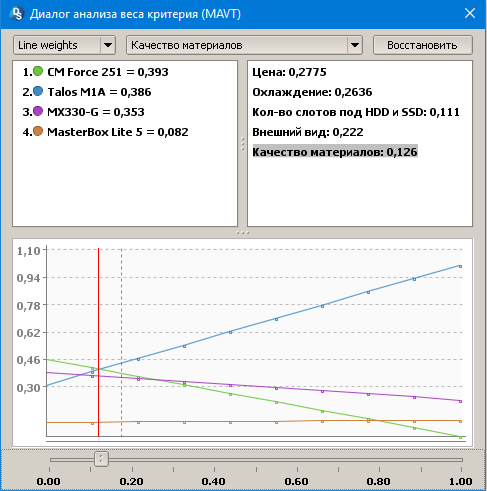 Диалог анализа веса критерия (MAVT)
Line weights
Качество материалов
Восстановить
1. CM Force 251 = 0,393
2. Talos M1A = 0,386
3. MX330-G = 0,353
4. MasterBox Lite 5 = 0,082
Цена: 0,2775
Охлаждение: 0,2636
Кол-во слотов под HDD и SSD: 0,111
Внешний вид: 0,222
Качество материалов: 0,126
1,10
0,94
0,78
0,62
0,46
0,30
0.00 0.20 0.40 0.60 0.80 1.00